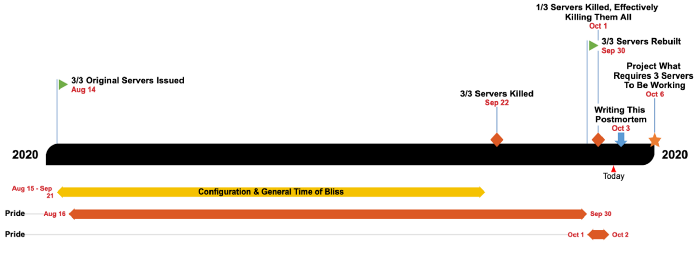 1/3 Servers Killed, Effectively
Killing Them All
Oct 1
3/3 Servers Rebuilt
Sep 30
3/3 Original Servers Issued
Aug 14
Project What
Requires 3 Servers
To Be Working
Oct 6
3/3 Servers Killed
Sep 22
Writing This
Postmortem
Oct 3
2020
2020
Today
Aug 15 - Sep
21
Configuration & General Time of Bliss
Pride
Aug 16
Sep 30
Pride
Oct 1
Oct 2